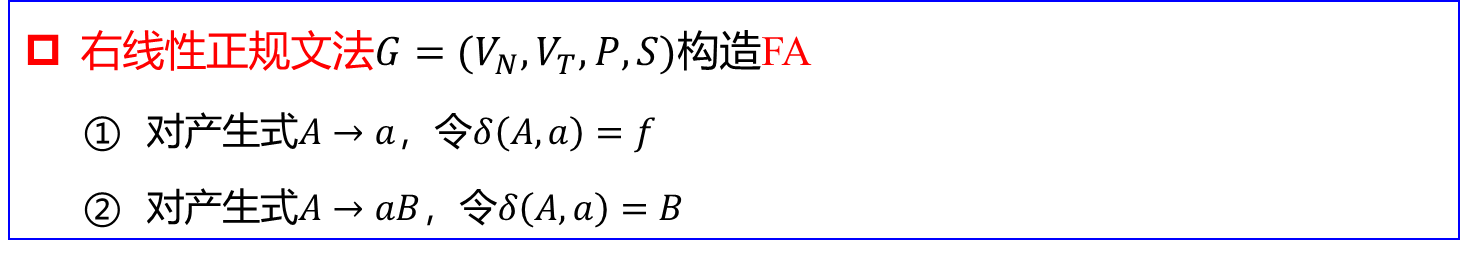 右线性正规文法G = (V_N, V_T, P, S)构造FA
① 对产生式A → a，令δ(A, a) = f
② 对产生式A → aB，令δ(A, a) = B